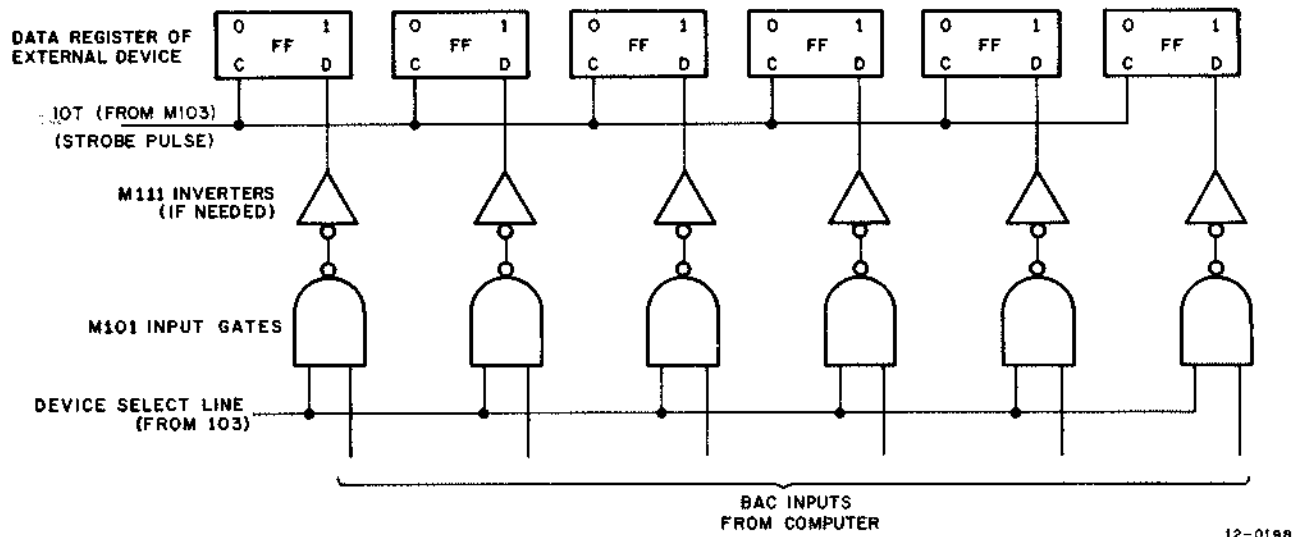 DATA REGISTER OF
EXTERNAL DEVICE
0 1 0 1 0 1 0 1 0 1 0 1
FF FF FF FF FF FF
C D C D C D C D C D C D
IOT (FROM M103)
(STROBE PULSE)
M111 INVERTERS
(IF NEEDED)
M101 INPUT GATES
DEVICE SELECT LINE
(FROM 103)
BAC INPUTS
FROM COMPUTER
12-0198